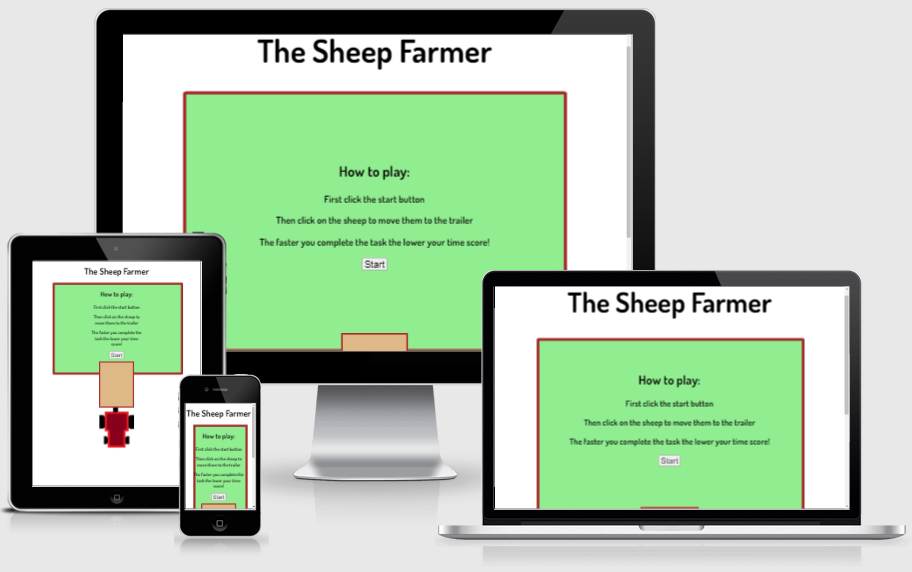 The Sheep Farmer
How to play:
First click the start button
Then click on the sheep to move them to the trailer
The faster you complete the task the lower your time score!
Start
The Sheep Farmer
How to play:
First click the start button
Then click on the sheep to
move them to the trailer
The faster you complete the
task the lower your time
score!
Start
The Sheep Farmer
How to play:
First click the start button
Then click on the sheep to
move them to the trailer
The faster you complete the
task the lower your time
score!
Start
The Sheep Farmer
How to play:
First click the start button
Then click on the sheep to move them to the trailer
The faster you complete the task the lower your time score!
Start